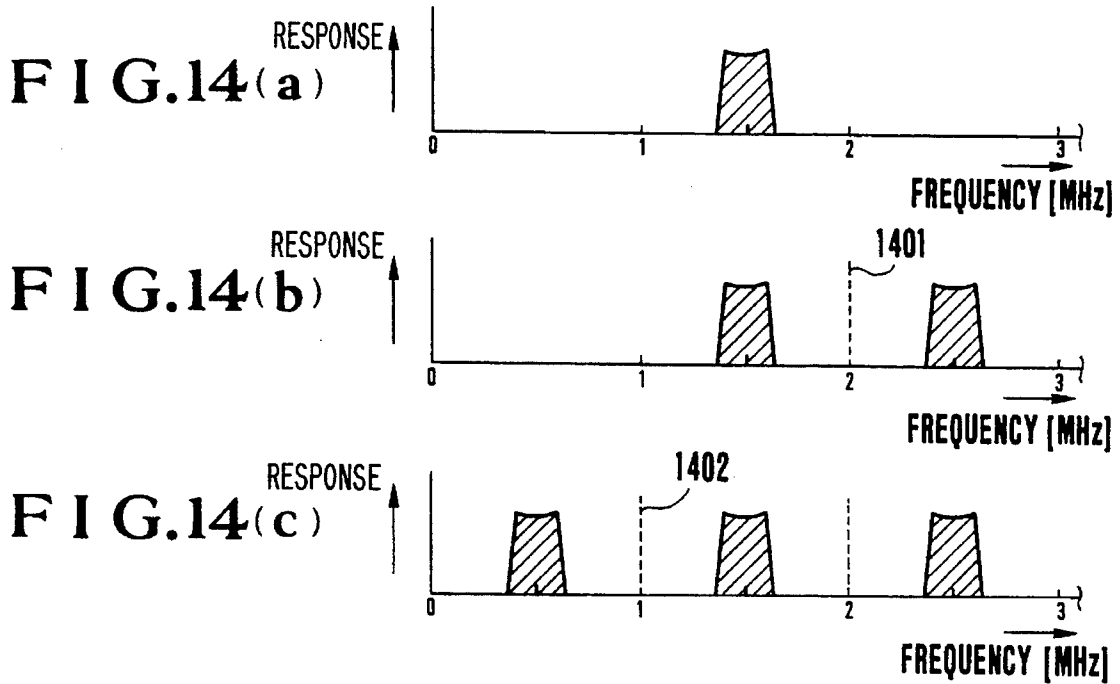 FIG.14(a)
RESPONSE
0 1 2 3
FREQUENCY [MHz]
FIG.14(b)
RESPONSE
1401
0 1 2 3
FREQUENCY [MHz]
FIG.14(c)
RESPONSE
1402
0 1 2 3
FREQUENCY [MHz]